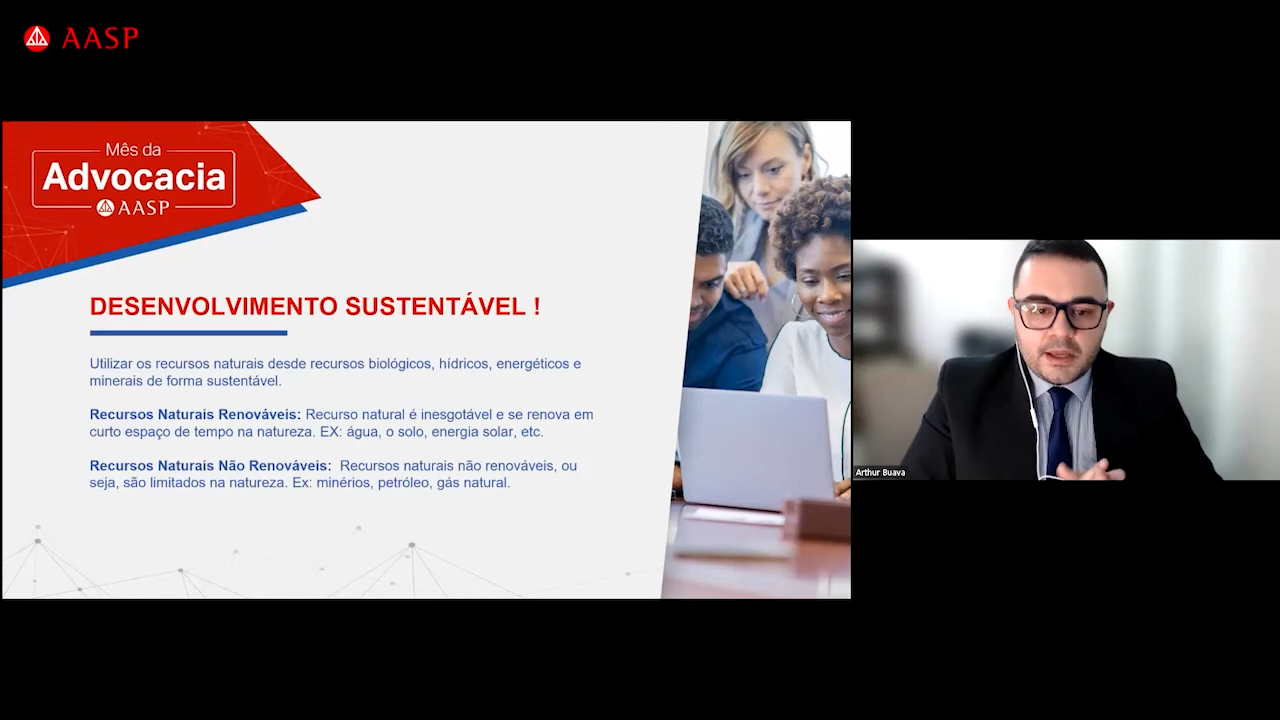 AASP
Mês da
Advocacia
AASP
DESENVOLVIMENTO SUSTENTÁVEL !
Utilizar os recursos naturais desde recursos biológicos, hídricos, energéticos e
minerais de forma sustentável.
Recursos Naturais Renováveis: Recurso natural é inesgotável e se renova em
curto espaço de tempo na natureza. EX: água, o solo, energia solar, etc.
Recursos Naturais Não Renováveis:  Recursos naturais não renováveis, ou
seja, são limitados na natureza. Ex: minérios, petróleo, gás natural.
Arthur Buava